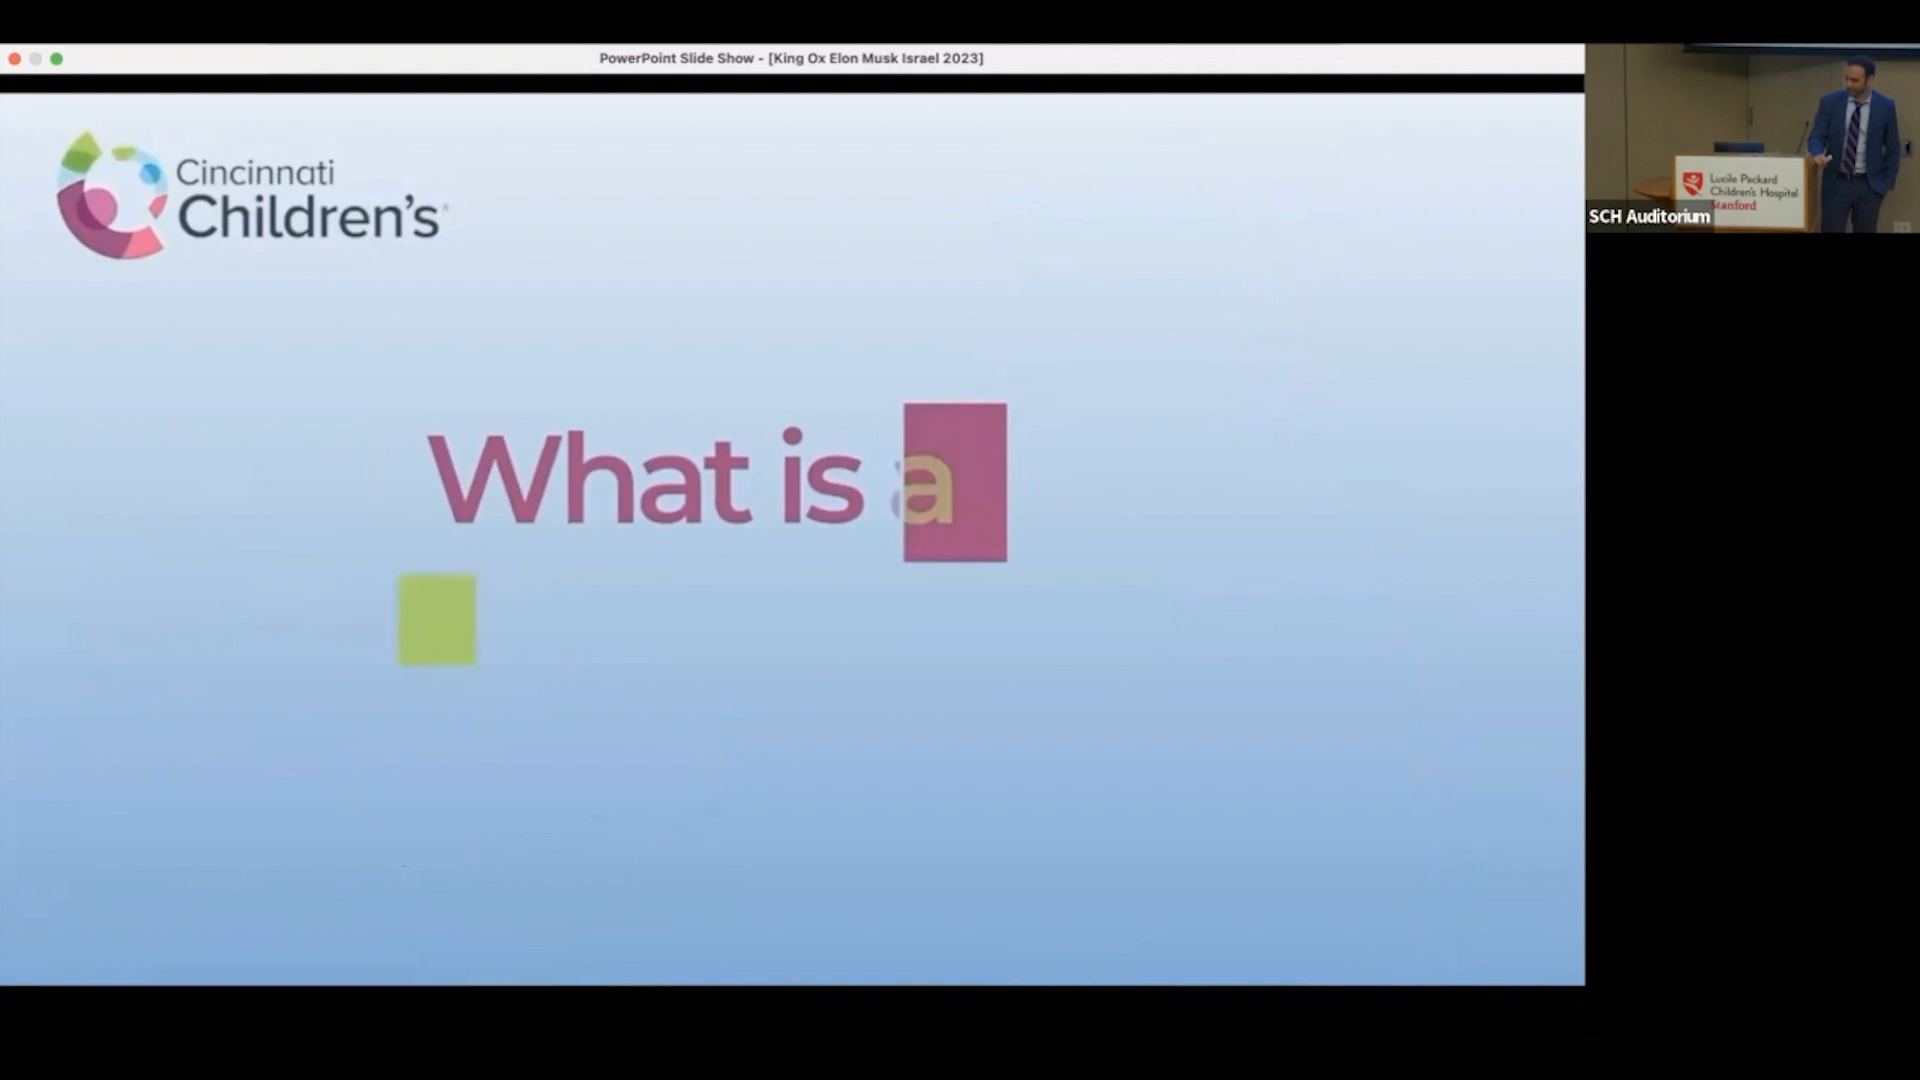 PowerPoint Slide Show - [King Ox Elon Musk Israel 2023]
Cincinnati
Children's
What is a
Lucile Packard
Children's Hospital
Stanford
SCH Auditorium